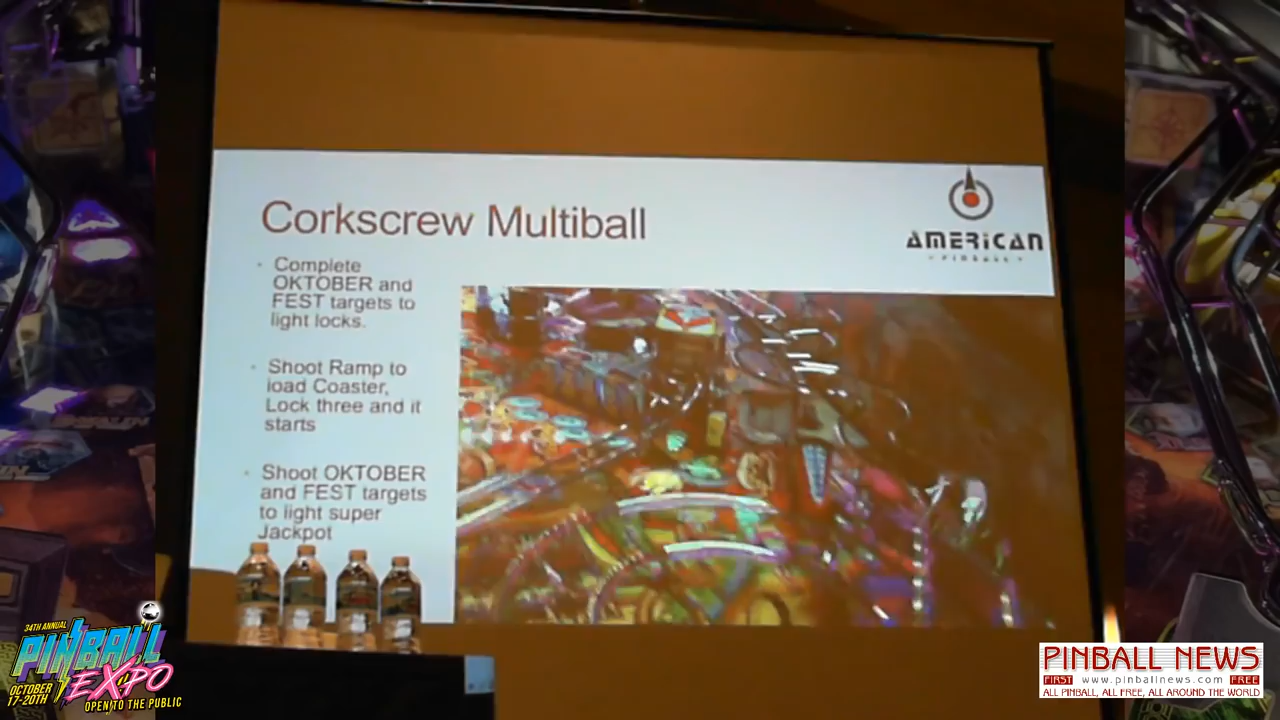 Corkscrew Multiball
AMERICAN
PINBALL
Complete
OKTOBER and
FEST targets to
light locks.
Shoot Ramp to
load Coaster,
Lock three and it
starts
Shoot OKTOBER
and FEST targets
to light super
Jackpot
34TH ANNUAL
PINBALL
EXPO
OCTOBER
17-20TH
OPEN TO THE PUBLIC
PINBALL NEWS
FIRST www.pinballnews.com FREE
ALL PINBALL, ALL FREE, ALL AROUND THE WORLD